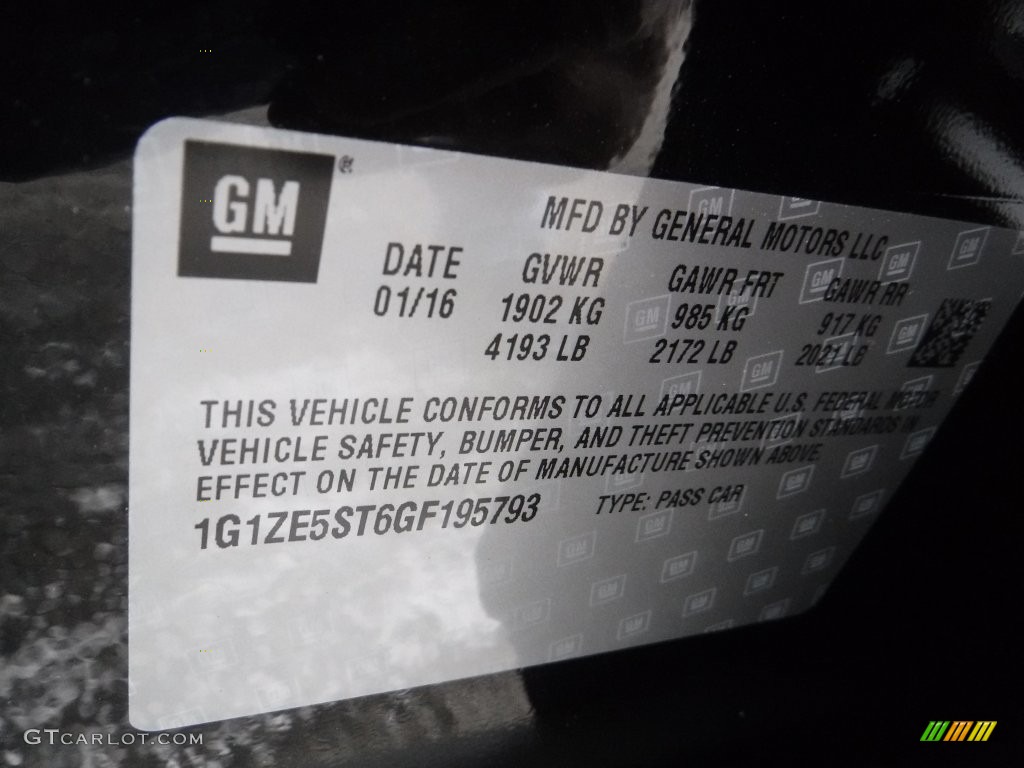 GM
MFD BY GENERAL MOTORS LLC
DATE GVWR GAWR FRT GAWR RR
01/16 1902 KG 985 KG 917 KG
4193 LB 2172 LB 2021 LB
THIS VEHICLE CONFORMS TO ALL APPLICABLE U.S. FEDERAL MOTOR
VEHICLE SAFETY, BUMPER, AND THEFT PREVENTION STANDARDS IN
EFFECT ON THE DATE OF MANUFACTURE SHOWN ABOVE
1G1ZE5ST6GF195793 TYPE: PASS CAR
GTcarlot.com